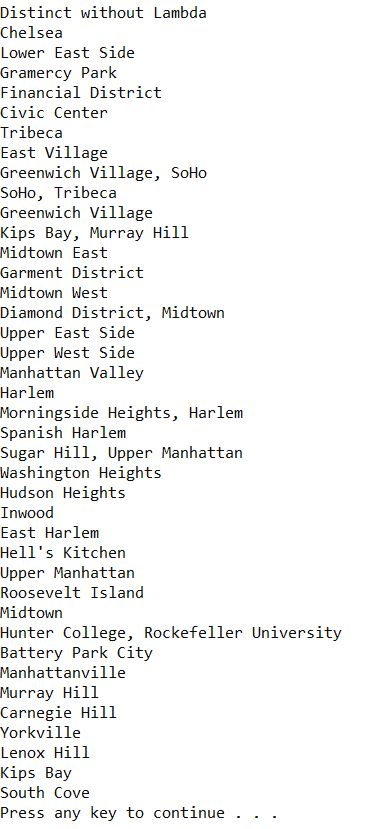 Distinct without Lambda
Chelsea
Lower East Side
Gramercy Park
Financial District
Civic Center
Tribeca
East Village
Greenwich Village, SoHo
SoHo, Tribeca
Greenwich Village
Kips Bay, Murray Hill
Midtown East
Garment District
Midtown West
Diamond District, Midtown
Upper East Side
Upper West Side
Manhattan Valley
Harlem
Morningside Heights, Harlem
Spanish Harlem
Sugar Hill, Upper Manhattan
Washington Heights
Hudson Heights
Inwood
East Harlem
Hell's Kitchen
Upper Manhattan
Roosevelt Island
Midtown
Hunter College, Rockefeller University
Battery Park City
Manhattanville
Murray Hill
Carnegie Hill
Yorkville
Lenox Hill
Kips Bay
South Cove
Press any key to continue . . .